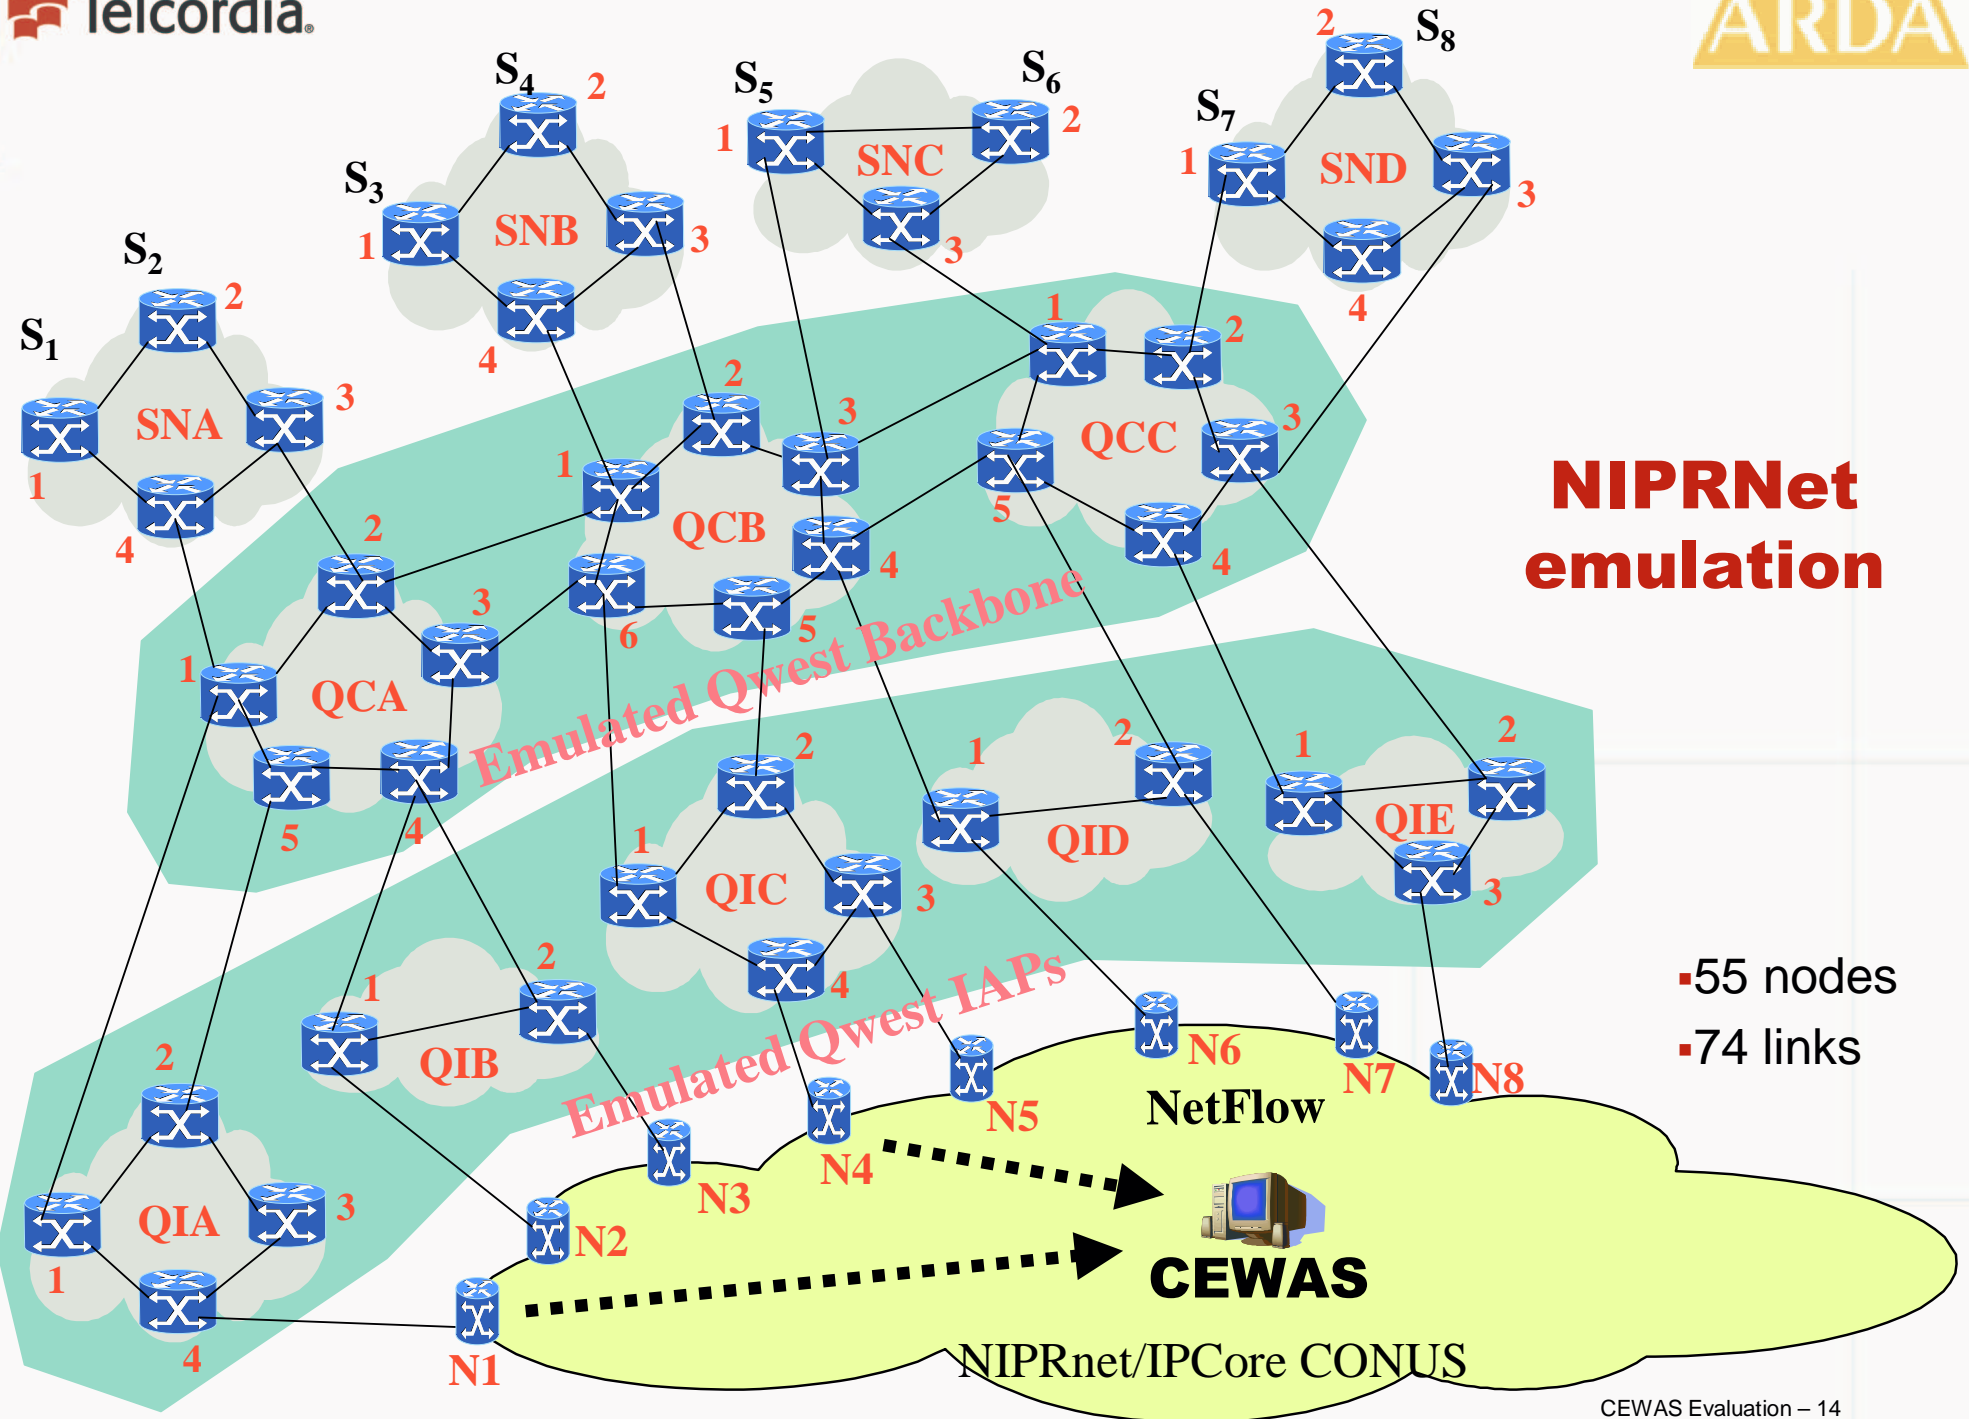 Telcordia®
ARDA
S1
S2
S3
S4
S5
S6
S7
S8
SNA
1
2
3
4
SNB
1
2
3
4
SNC
1
2
3
SND
1
2
3
4
QCA
1
2
3
4
5
QCB
1
2
3
4
5
6
QCC
1
2
3
4
5
Emulated Qwest Backbone
NIPRNet
emulation
QIA
1
2
3
4
QIB
1
2
QIC
1
2
3
4
QID
1
2
QIE
1
2
3
Emulated Qwest IAPs
▪55 nodes
▪74 links
N1
N2
N3
N4
N5
N6
N7
N8
NetFlow
CEWAS
NIPRnet/IPCore CONUS
CEWAS Evaluation – 14